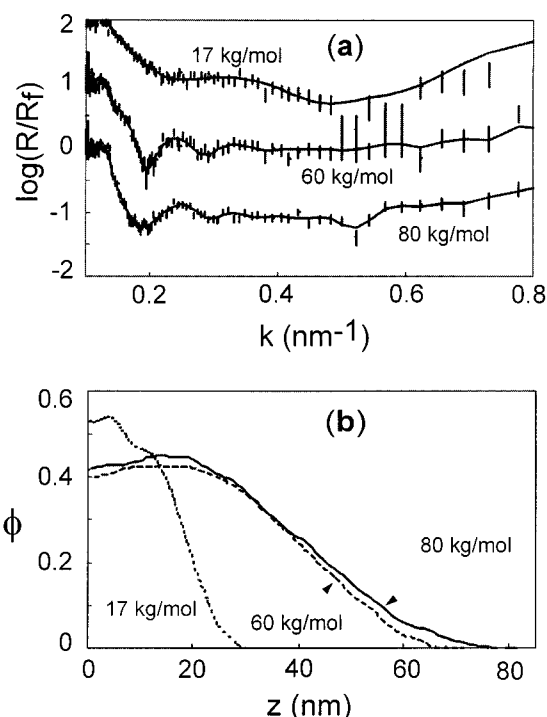 2
(a)
17 kg/mol
1
log(R/Rf)
0
60 kg/mol
-1
80 kg/mol
-2
0.2 0.4 0.6 0.8
k (nm-1)
0.6
(b)
0.4
ϕ
80 kg/mol
0.2
17 kg/mol
60 kg/mol
0
0 20 40 60 80
z (nm)